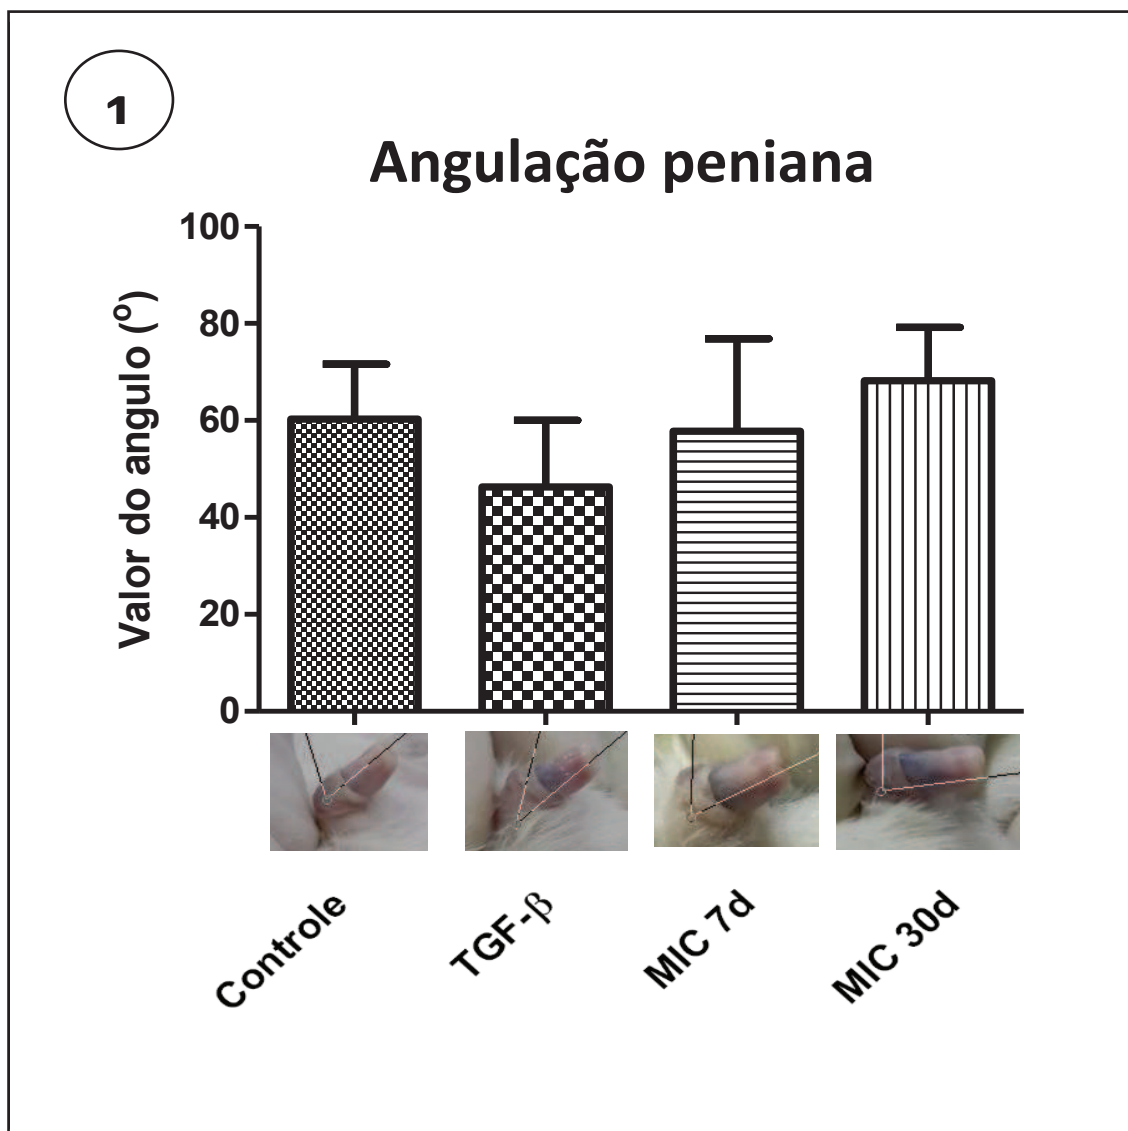 1
Angulação peniana
Valor do angulo (º)
100
80
60
40
20
0
Controle
TGF-β
MIC 7d
MIC 30d